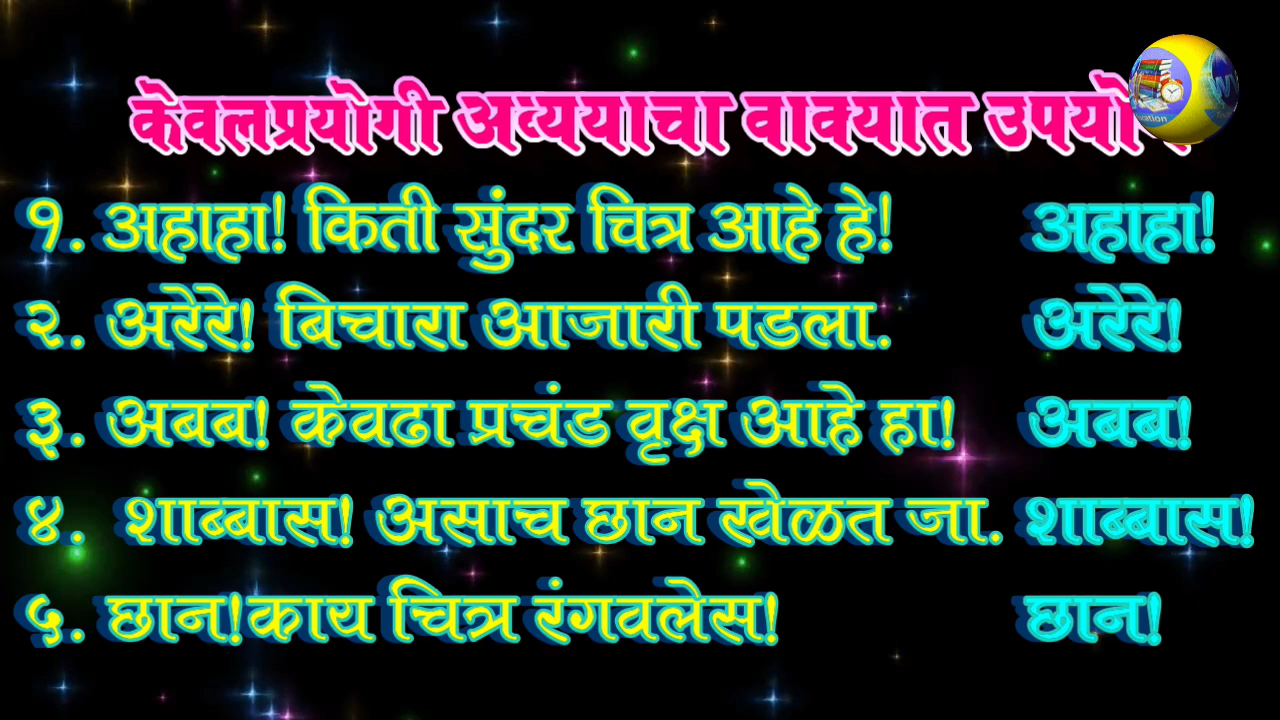 केवलप्रयोगी अव्ययाचा वाक्यात
१. अहाहा! किती सुंदर चित्र आहे हे! अहाहा!
२. अरेरे! बिचारा आजारी पडला. अरेरे!
३. अबब! केवढा प्रचंड वृक्ष आहे हा! अबब!
४. शाब्बास! असाच छान खेळत जा. शाब्बास!
५. छान!काय चित्र रंगवलेस! छान!